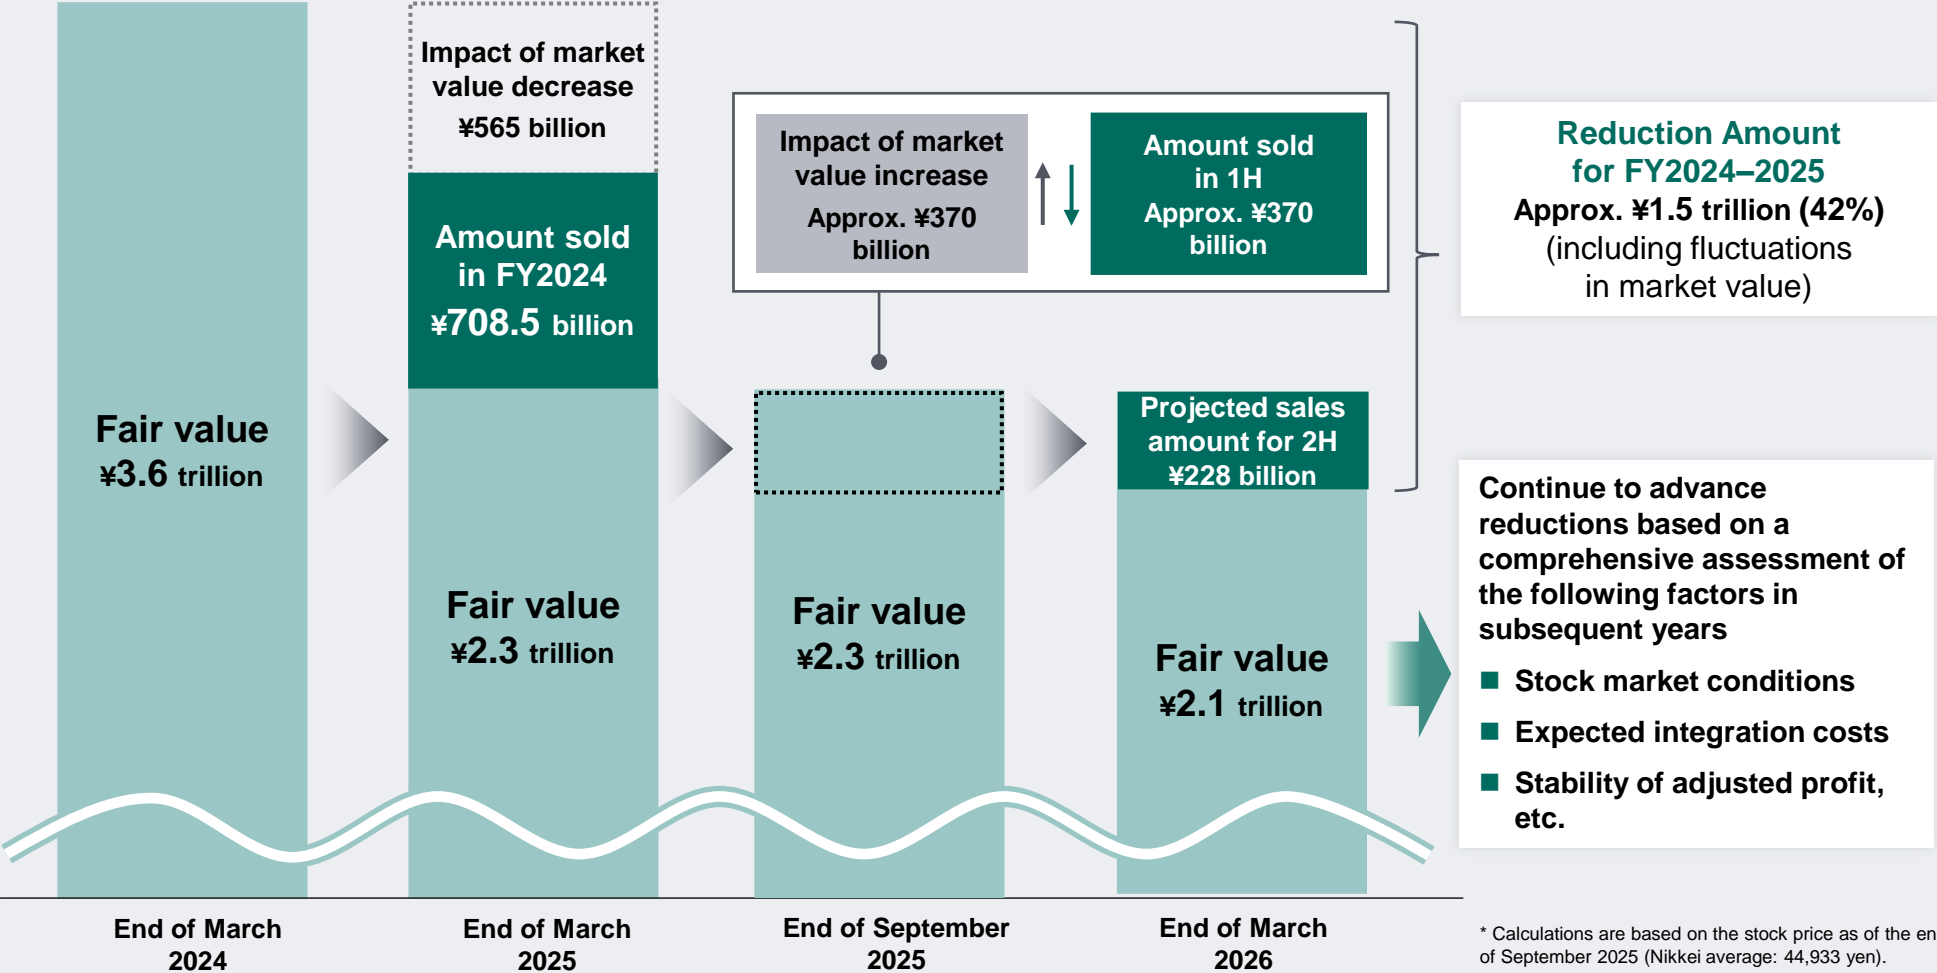 Fair value
¥3.6 trillion
End of March
2024
Impact of market
value decrease
¥565 billion
Amount sold
in FY2024
¥708.5 billion
Fair value
¥2.3 trillion
End of March
2025
Impact of market
value increase
Approx. ¥370
billion
Amount sold
in 1H
Approx. ¥370
billion
Fair value
¥2.3 trillion
End of September
2025
Projected sales
amount for 2H
¥228 billion
Fair value
¥2.1 trillion
End of March
2026
Reduction Amount
for FY2024–2025
Approx. ¥1.5 trillion (42%)
(including fluctuations
in market value)
Continue to advance
reductions based on a
comprehensive assessment of
the following factors in
subsequent years
■ Stock market conditions
■ Expected integration costs
■ Stability of adjusted profit,
etc.
* Calculations are based on the stock price as of the en
of September 2025 (Nikkei average: 44,933 yen).